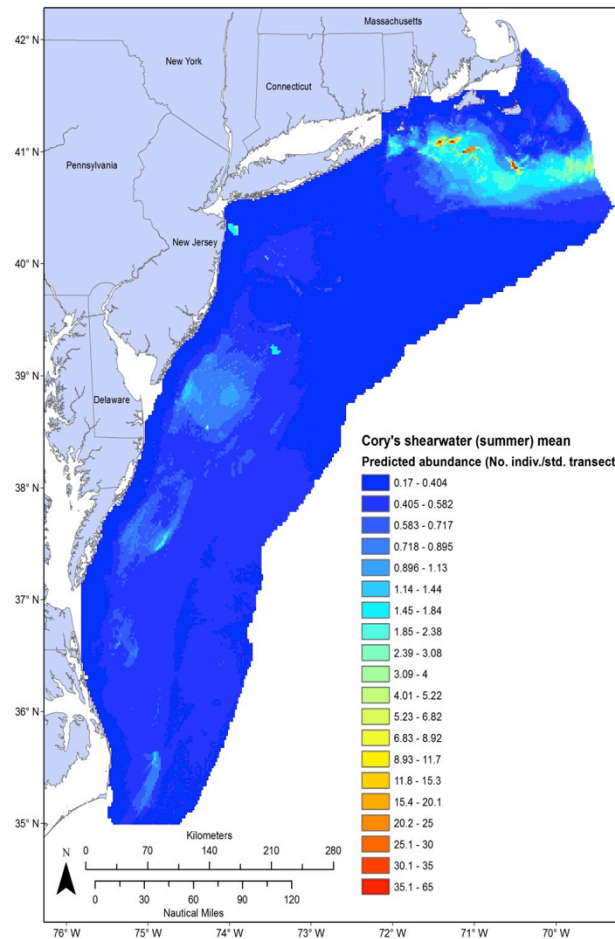 Massachusetts
42° N
New York
Connecticut
41° N
Pennsylvania
New Jersey
40° N
39° N
Delaware
38° N
37° N
36° N
35° N
Cory's shearwater (summer) mean
Predicted abundance (No. indiv./std. transect
0.17 - 0.404
0.405 - 0.582
0.583 - 0.717
0.718 - 0.895
0.896 - 1.13
1.14 - 1.44
1.45 - 1.84
1.85 - 2.38
2.39 - 3.08
3.09 - 4
4.01 - 5.22
5.23 - 6.82
6.83 - 8.92
8.93 - 11.7
11.8 - 15.3
15.4 - 20.1
20.2 - 25
25.1 - 30
30.1 - 35
35.1 - 65
Kilometers
N
0 70 140 210 280
0 30 60 90 120
Nautical Miles
76° W 75° W 74° W 73° W 72° W 71° W 70° W